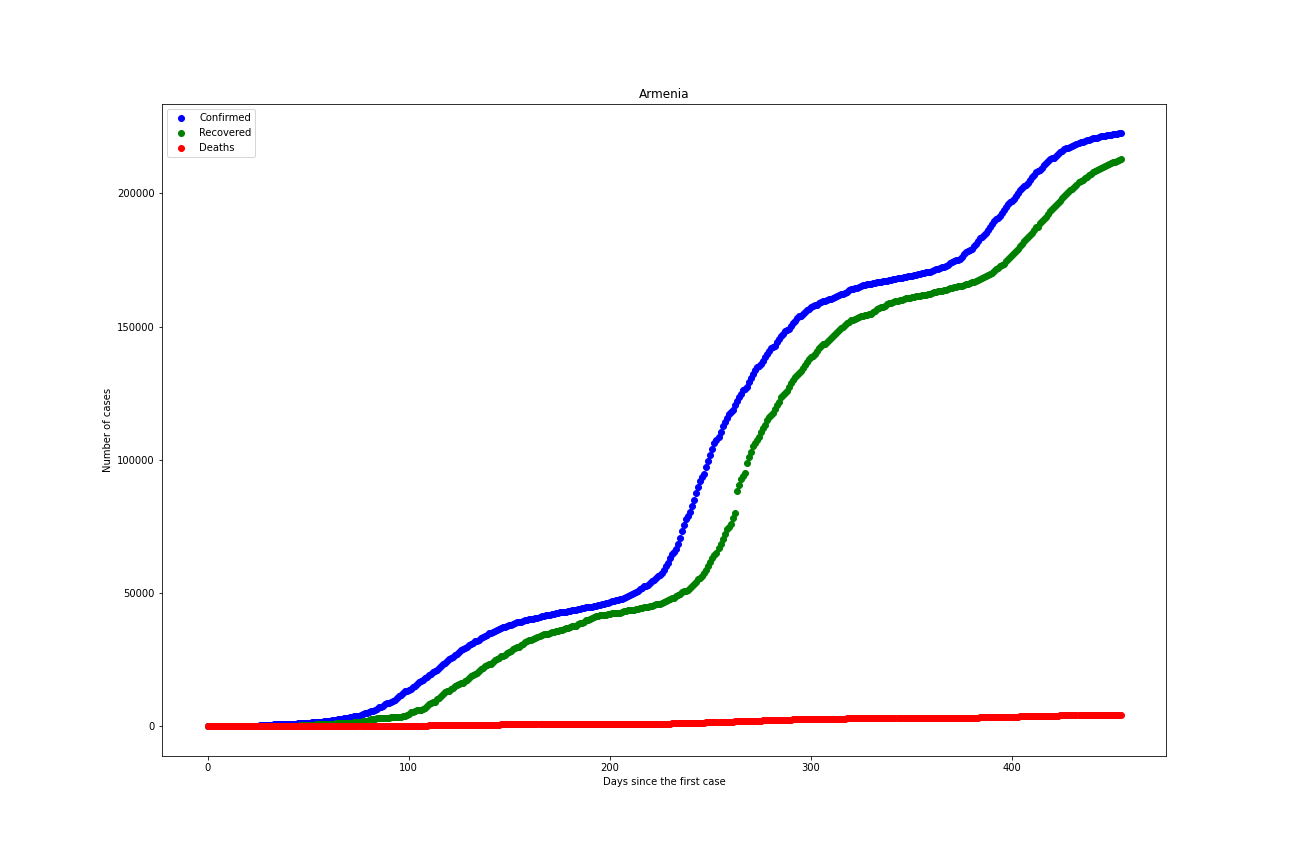 Armenia
Confirmed
Recovered
Deaths
Number of cases
200000
150000
100000
50000
0
0 100 200 300 400
Days since the first case